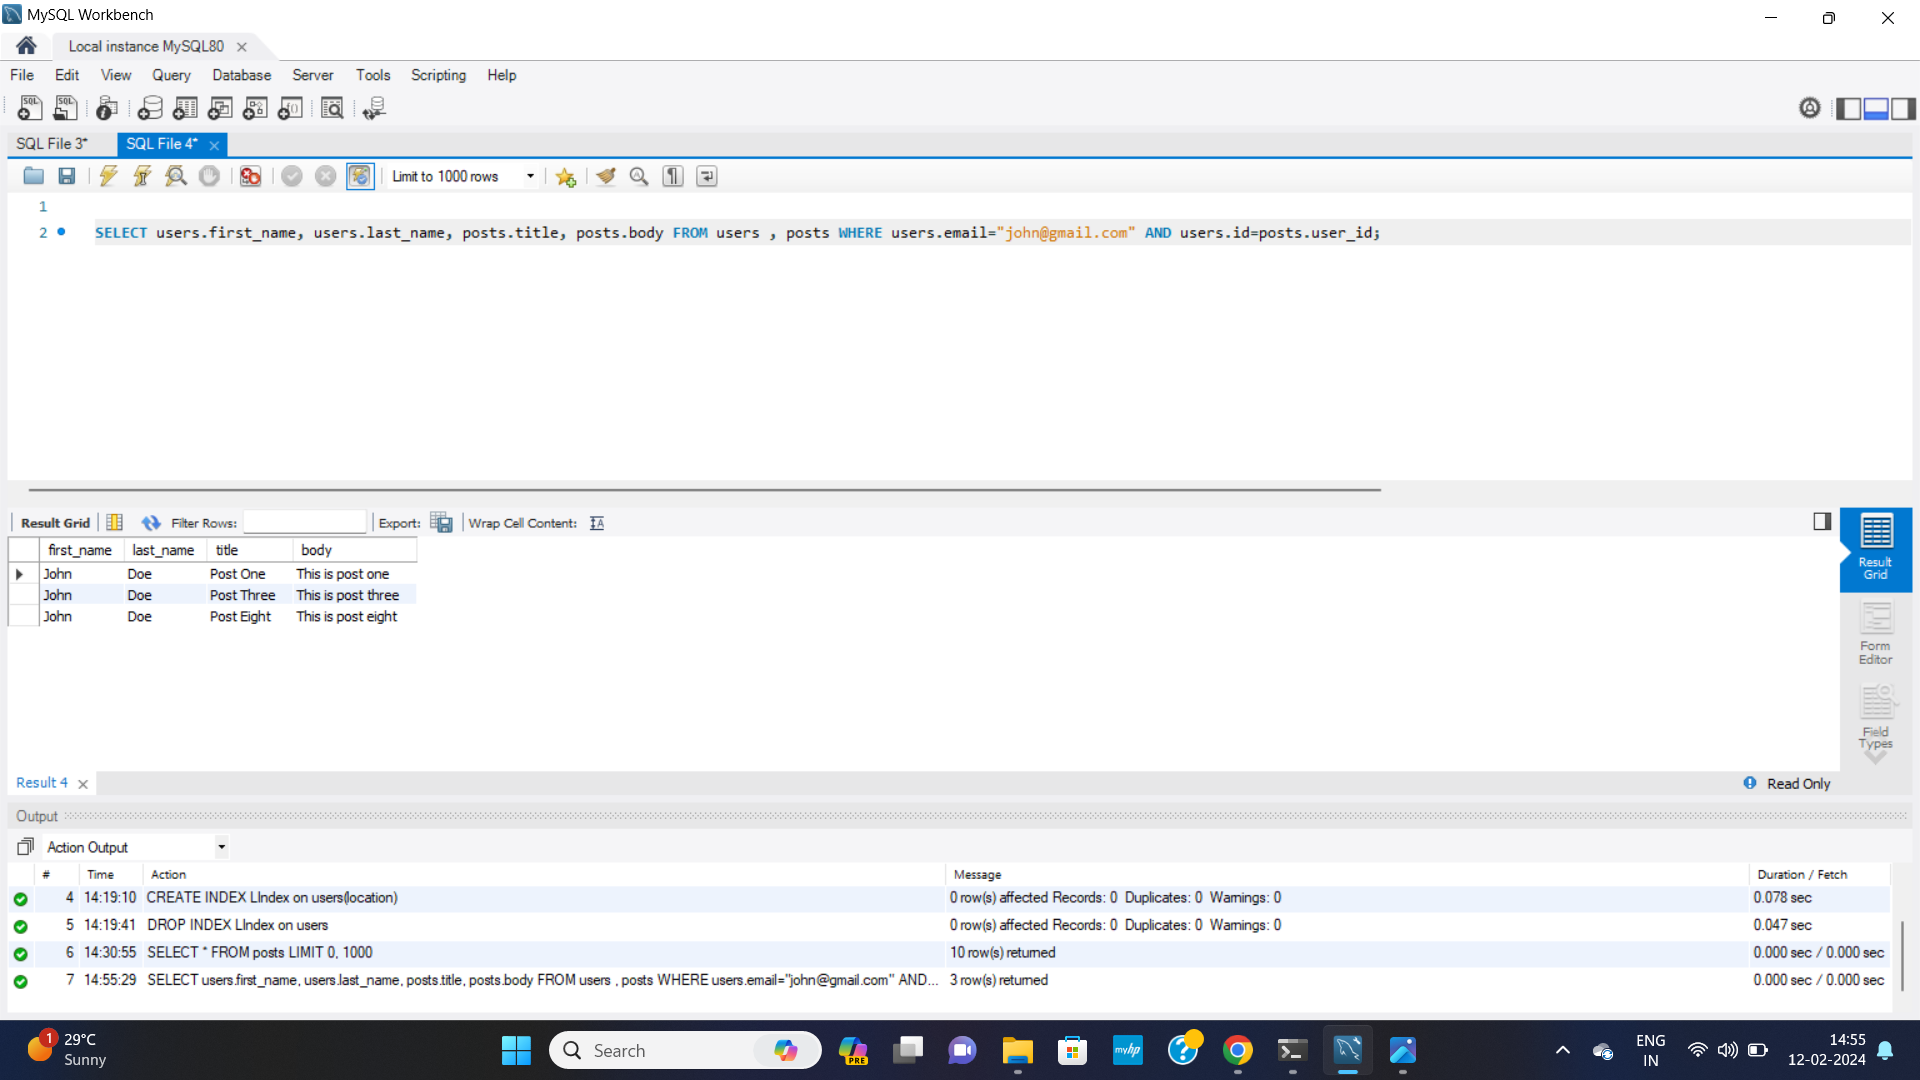 MySQL Workbench
Local instance MySQL80
File Edit View Query Database Server Tools Scripting Help
SQL File 3* SQL File 4*
Limit to 1000 rows
1
2 SELECT users.first_name, users.last_name, posts.title, posts.body FROM users , posts WHERE users.email="john@gmail.com" AND users.id=posts.user_id;
Result Grid Filter Rows: Export: Wrap Cell Content:
first_name last_name title body
John Doe Post One This is post one
John Doe Post Three This is post three
John Doe Post Eight This is post eight
Result
Grid
Form
Editor
Field
Types
Result 4 Read Only
Output
Action Output
# Time Action Message Duration / Fetch
4 14:19:10 CREATE INDEX LIndex on users(location) 0 row(s) affected Records: 0 Duplicates: 0 Warnings: 0 0.078 sec
5 14:19:41 DROP INDEX LIndex on users 0 row(s) affected Records: 0 Duplicates: 0 Warnings: 0 0.047 sec
6 14:30:55 SELECT * FROM posts LIMIT 0, 1000 10 row(s) returned 0.000 sec / 0.000 sec
7 14:55:29 SELECT users.first_name, users.last_name, posts.title, posts.body FROM users , posts WHERE users.email="john@gmail.com" AND... 3 row(s) returned 0.000 sec / 0.000 sec
1 29°C
Sunny
Search
PRE
myhp
ENG
IN
14:55
12-02-2024